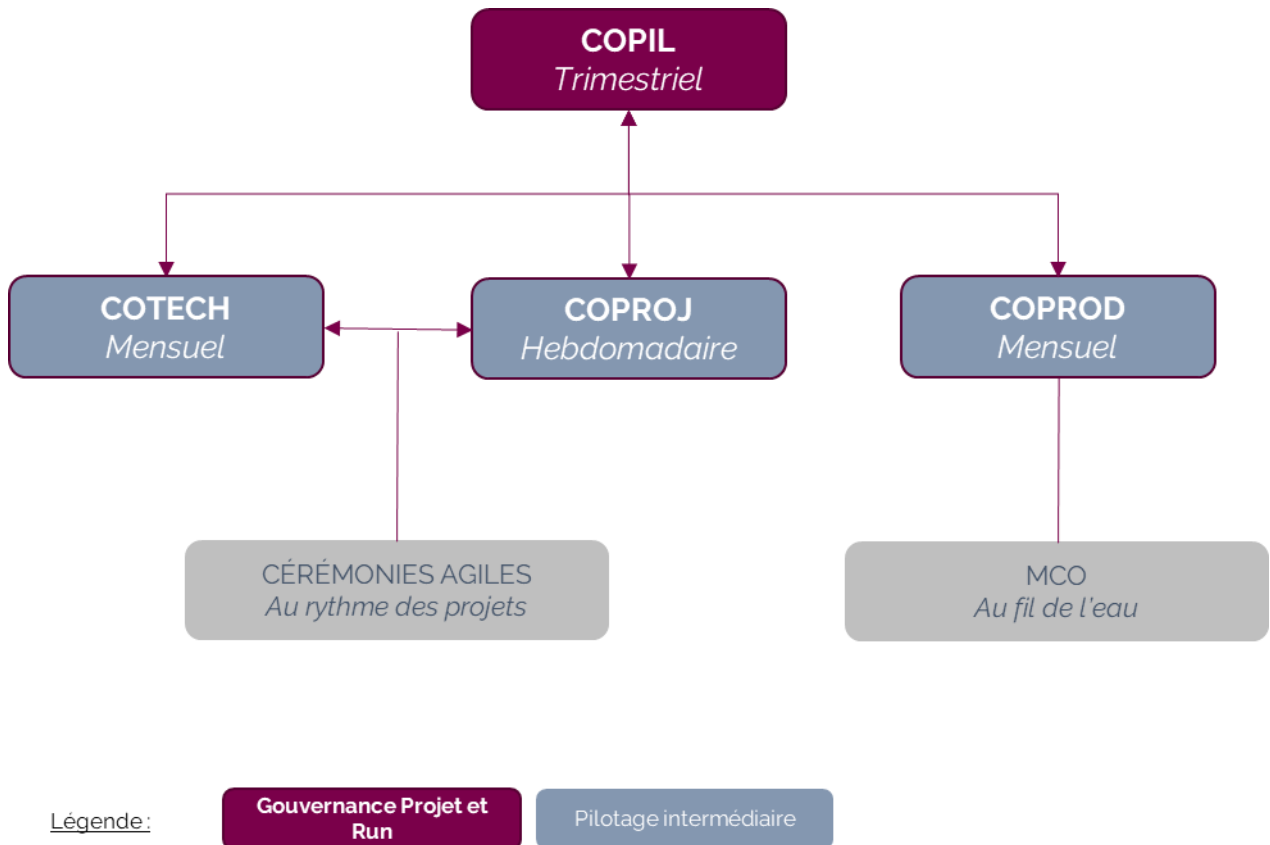 COPIL
Trimestriel
COTECH
Mensuel
COPROJ
Hebdomadaire
COPROD
Mensuel
CÉRÉMONIES AGILES
Au rythme des projets
MCO
Au fil de l'eau
Légende :
Gouvernance Projet et
Run
Pilotage intermédiaire